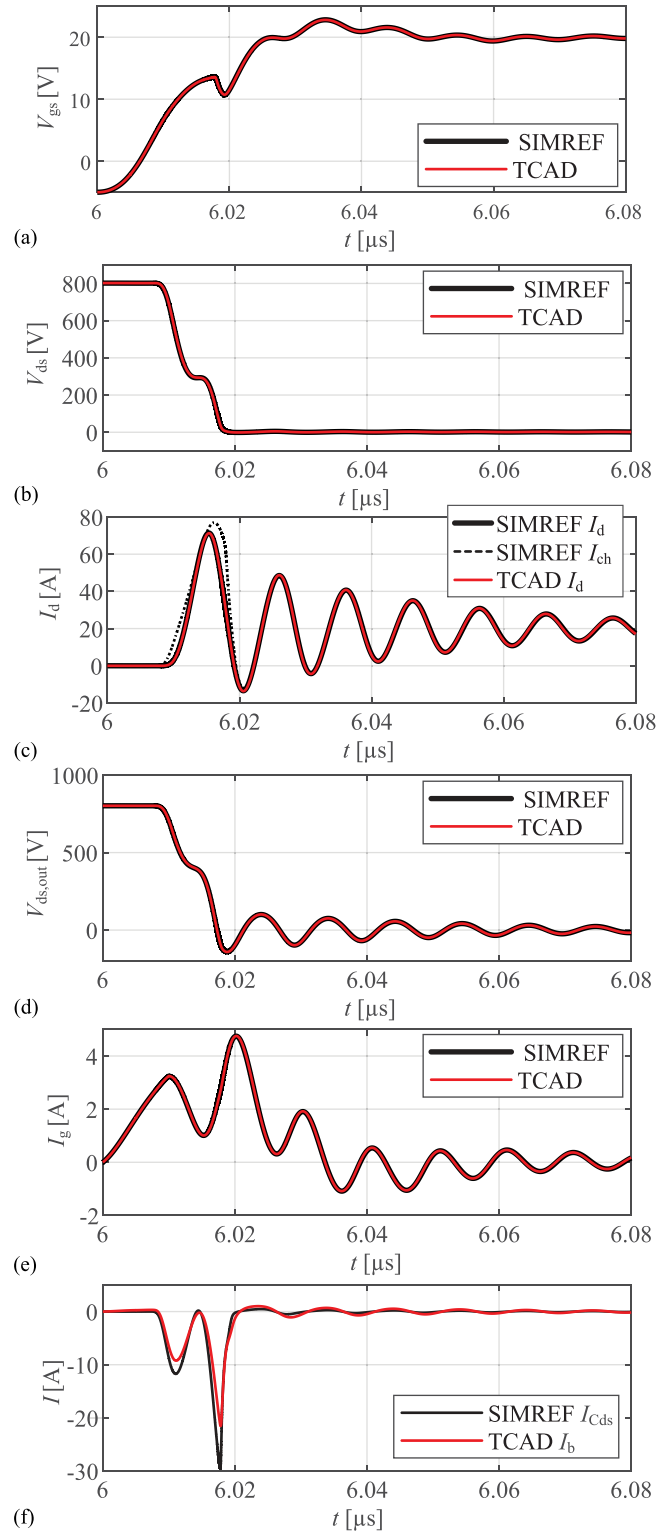 20
10
0
V_gs [V]
SIMREF
TCAD
6 6.02 6.04 6.06 6.08
t [µs]
(a)
800
600
400
200
0
V_ds [V]
SIMREF
TCAD
6 6.02 6.04 6.06 6.08
t [µs]
(b)
80
60
40
20
0
-20
I_d [A]
SIMREF I_d
SIMREF I_ch
TCAD I_d
6 6.02 6.04 6.06 6.08
t [µs]
(c)
1000
500
0
V_ds,out [V]
SIMREF
TCAD
6 6.02 6.04 6.06 6.08
t [µs]
(d)
4
2
0
-2
I_g [A]
SIMREF
TCAD
6 6.02 6.04 6.06 6.08
t [µs]
(e)
0
-10
-20
-30
I [A]
SIMREF I_Cds
TCAD I_b
6 6.02 6.04 6.06 6.08
t [µs]
(f)